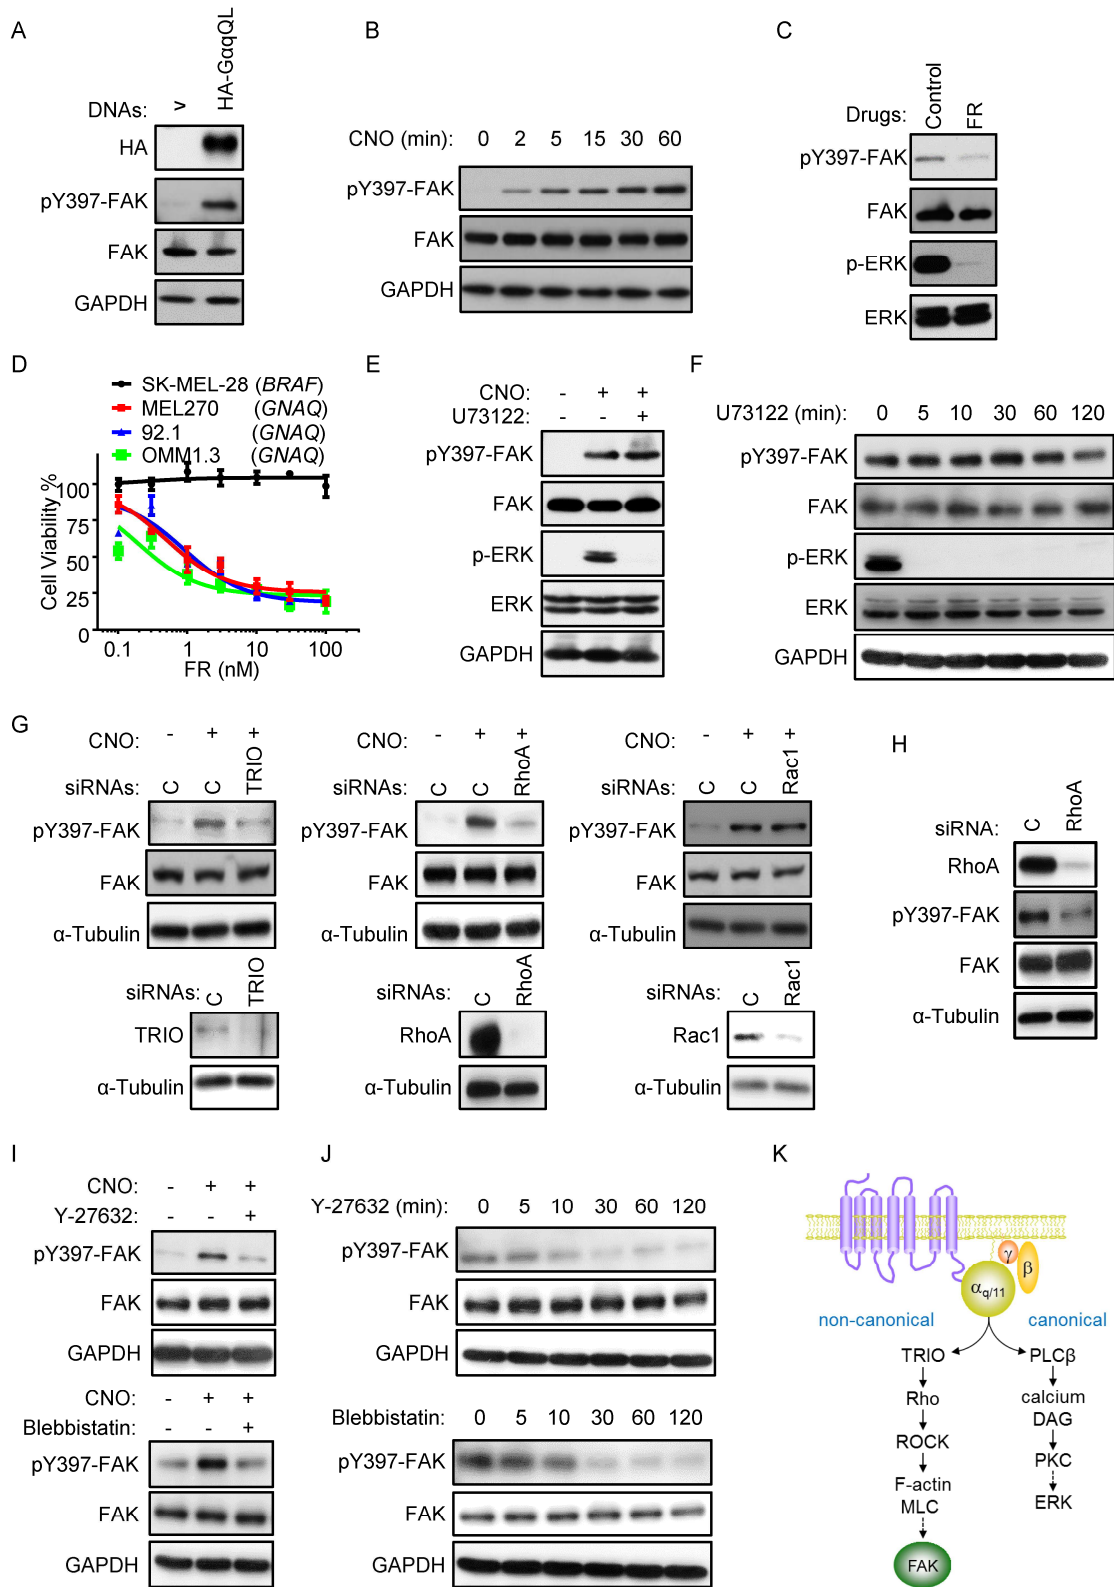 A
DNAs: > HA-GαqQL
HA
pY397-FAK
FAK
GAPDH
B
CNO (min): 0 2 5 15 30 60
pY397-FAK
FAK
GAPDH
C
Drugs: Control FR
pY397-FAK
FAK
p-ERK
ERK
D
SK-MEL-28 (BRAF)
MEL270 (GNAQ)
92.1 (GNAQ)
OMM1.3 (GNAQ)
Cell Viability %
100
75
50
25
0
0.1 1 10 100
FR (nM)
E
CNO: - + +
U73122: - - +
pY397-FAK
FAK
p-ERK
ERK
GAPDH
F
U73122 (min): 0 5 10 30 60 120
pY397-FAK
FAK
p-ERK
ERK
GAPDH
G
CNO: - + +
siRNAs: C C TRIO
pY397-FAK
FAK
α-Tubulin
siRNAs: C TRIO
TRIO
α-Tubulin
CNO: - + +
siRNAs: C C RhoA
pY397-FAK
FAK
α-Tubulin
siRNAs: C RhoA
RhoA
α-Tubulin
CNO: - + +
siRNAs: C C Rac1
pY397-FAK
FAK
α-Tubulin
siRNAs: C Rac1
Rac1
α-Tubulin
H
siRNA: C RhoA
RhoA
pY397-FAK
FAK
α-Tubulin
I
CNO: - + +
Y-27632: - - +
pY397-FAK
FAK
GAPDH
CNO: - + +
Blebbistatin: - - +
pY397-FAK
FAK
GAPDH
J
Y-27632 (min): 0 5 10 30 60 120
pY397-FAK
FAK
GAPDH
Blebbistatin: 0 5 10 30 60 120
pY397-FAK
FAK
GAPDH
K
γ
β
αq/11
non-canonical
canonical
TRIO
Rho
ROCK
F-actin
MLC
FAK
PLCβ
calcium
DAG
PKC
ERK